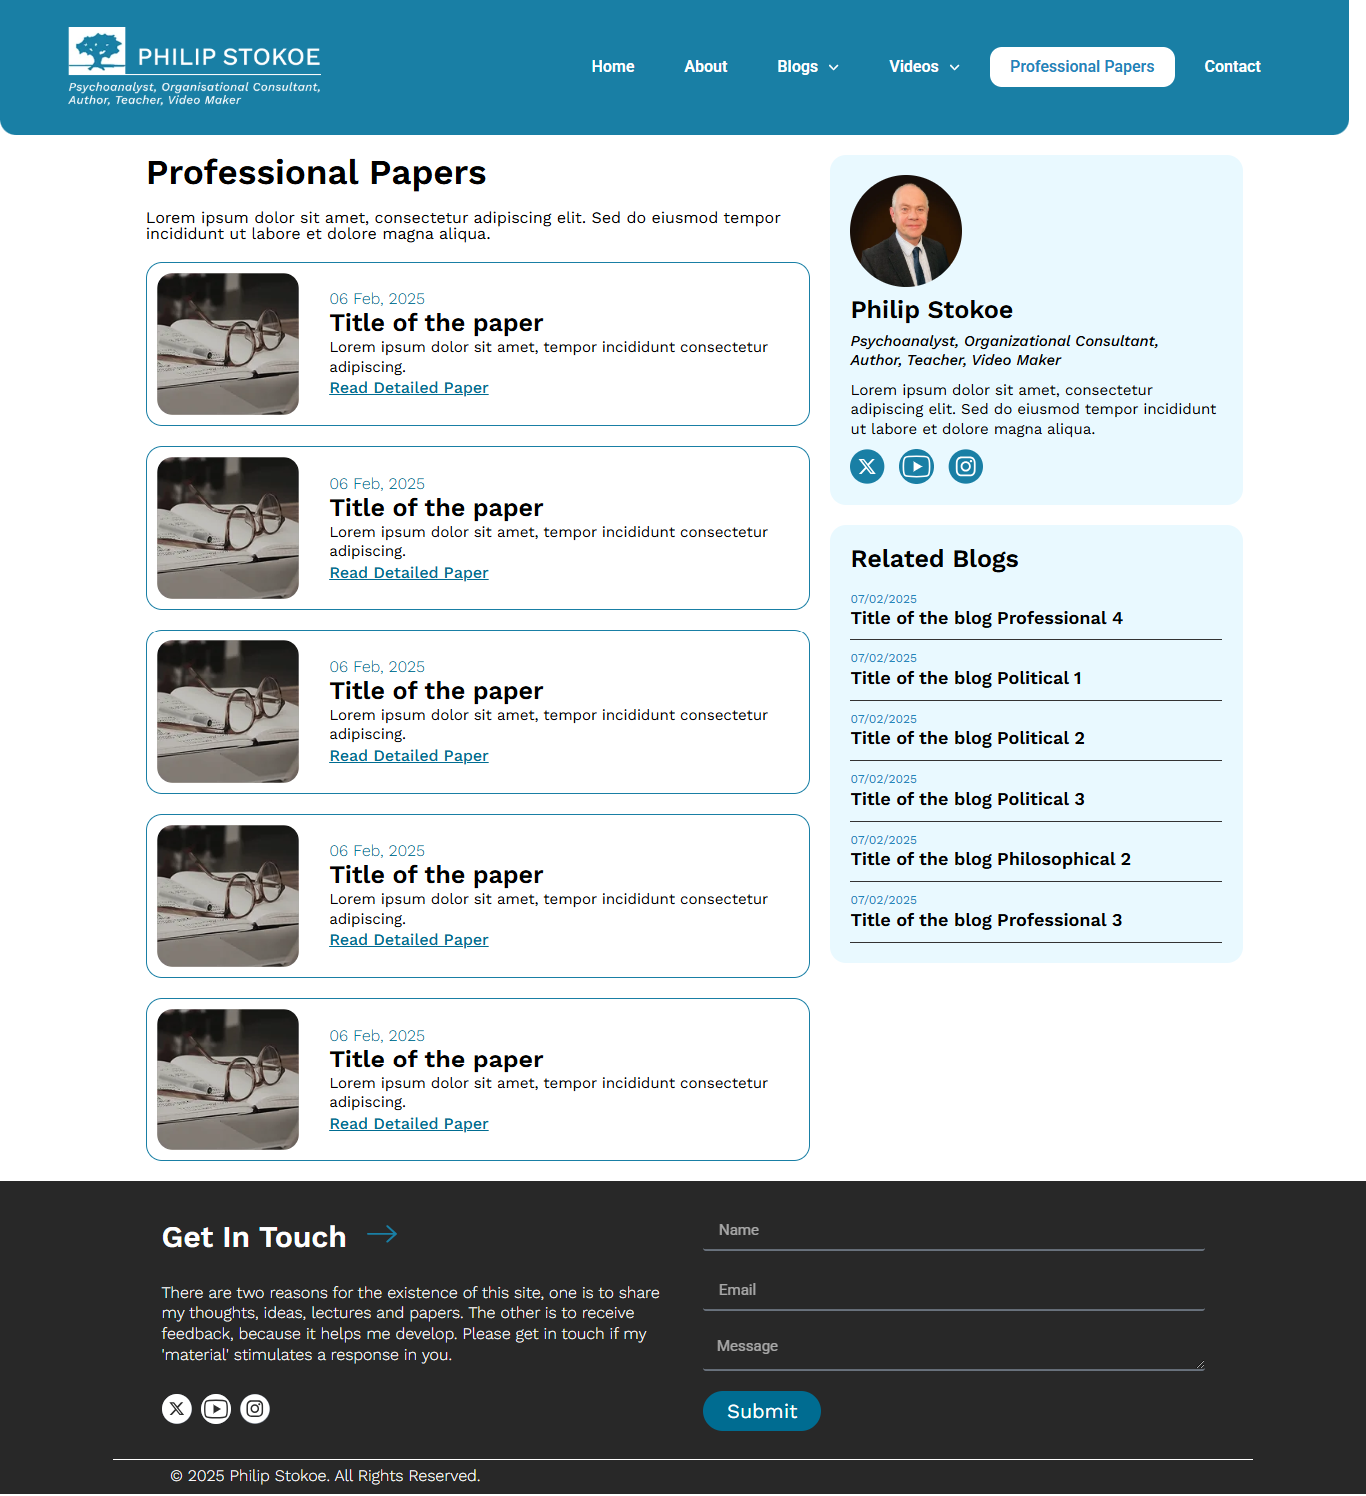 PHILIP STOKOE
Psychoanalyst, Organisational Consultant,
Author, Teacher, Video Maker
Home
About
Blogs
Videos
Professional Papers
Contact
Professional Papers
Lorem ipsum dolor sit amet, consectetur adipiscing elit. Sed do eiusmod tempor
incididunt ut labore et dolore magna aliqua.
06 Feb, 2025
Title of the paper
Lorem ipsum dolor sit amet, tempor incididunt consectetur
adipiscing.
Read Detailed Paper
06 Feb, 2025
Title of the paper
Lorem ipsum dolor sit amet, tempor incididunt consectetur
adipiscing.
Read Detailed Paper
06 Feb, 2025
Title of the paper
Lorem ipsum dolor sit amet, tempor incididunt consectetur
adipiscing.
Read Detailed Paper
06 Feb, 2025
Title of the paper
Lorem ipsum dolor sit amet, tempor incididunt consectetur
adipiscing.
Read Detailed Paper
06 Feb, 2025
Title of the paper
Lorem ipsum dolor sit amet, tempor incididunt consectetur
adipiscing.
Read Detailed Paper
Philip Stokoe
Psychoanalyst, Organizational Consultant,
Author, Teacher, Video Maker
Lorem ipsum dolor sit amet, consectetur
adipiscing elit. Sed do eiusmod tempor incididunt
ut labore et dolore magna aliqua.
Related Blogs
07/02/2025
Title of the blog Professional 4
07/02/2025
Title of the blog Political 1
07/02/2025
Title of the blog Political 2
07/02/2025
Title of the blog Political 3
07/02/2025
Title of the blog Philosophical 2
07/02/2025
Title of the blog Professional 3
Get In Touch
There are two reasons for the existence of this site, one is to share
my thoughts, ideas, lectures and papers. The other is to receive
feedback, because it helps me develop. Please get in touch if my
'material' stimulates a response in you.
Name
Email
Message
Submit
© 2025 Philip Stokoe. All Rights Reserved.